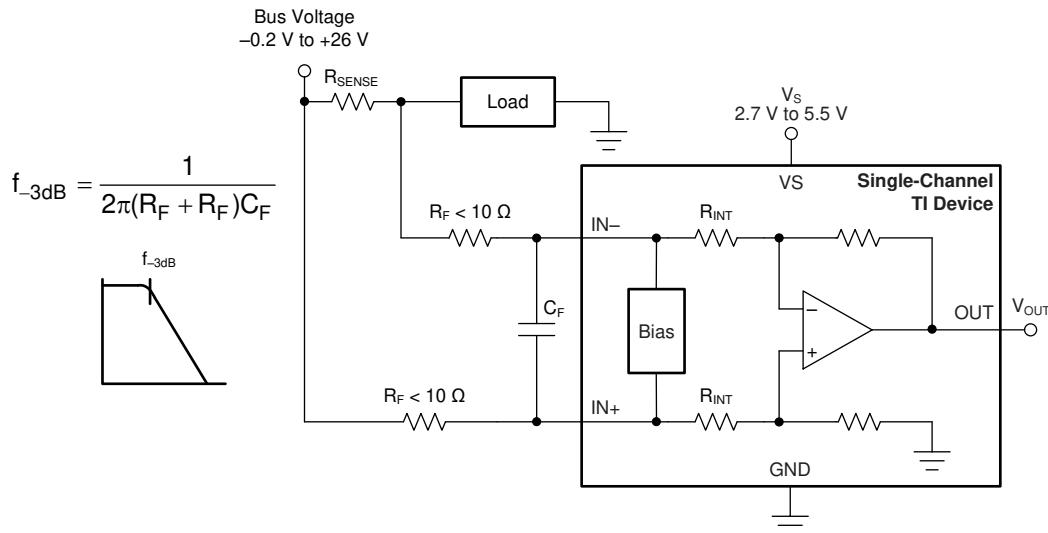 Bus Voltage
–0.2 V to +26 V
R_SENSE
Load
V_S
2.7 V to 5.5 V
VS
Single-Channel
TI Device
f_–3dB = 1 / 2π(R_F + R_F)C_F
R_F < 10 Ω
IN–
R_INT
f_–3dB
C_F
Bias
–
+
OUT
V_OUT
R_F < 10 Ω
IN+
R_INT
GND